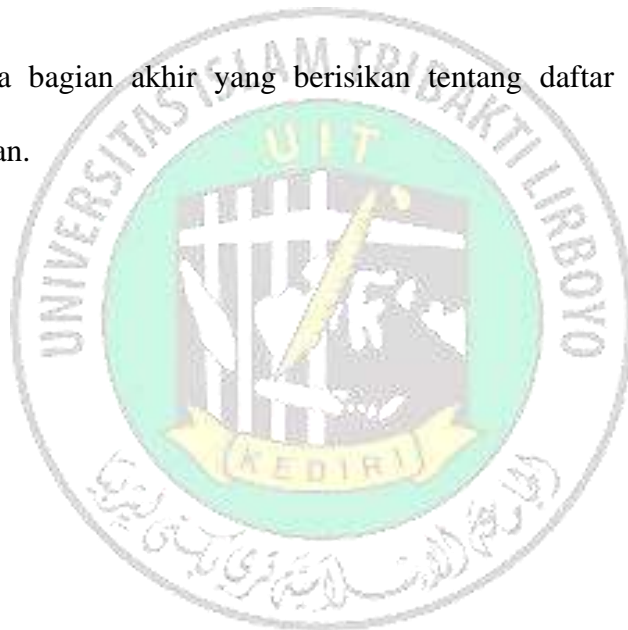 a bagian akhir yang berisikan tentang daftar
an.
UNIVERSITAS ISLAM TRIBAKTI LIRBOYO
UIT
KEDIRI